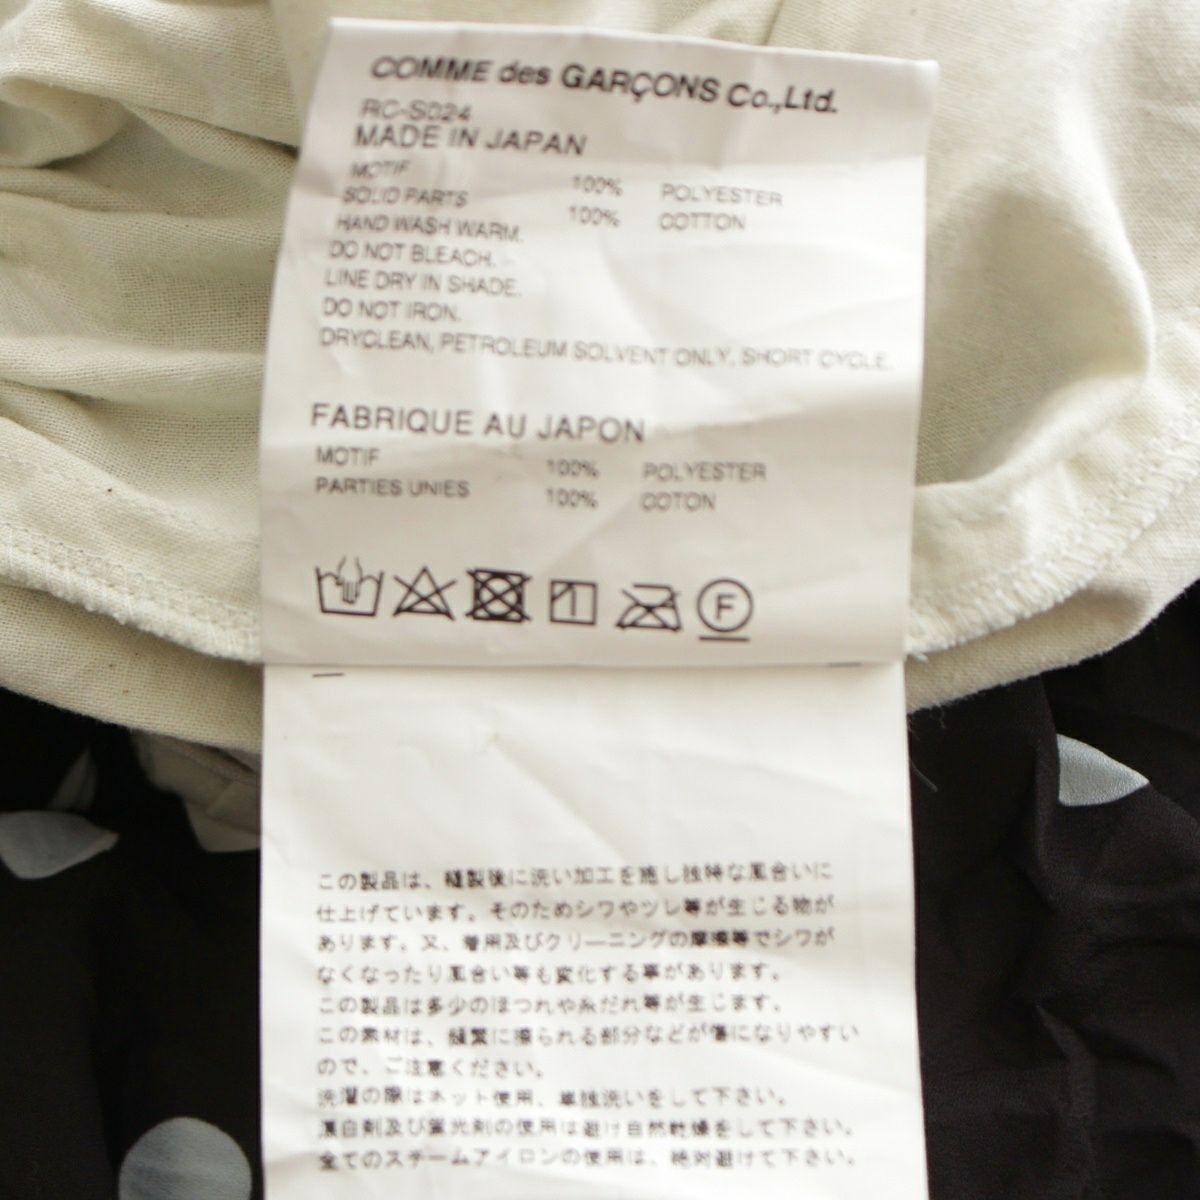 COMME des GARÇONS Co.,Ltd.
RC-S024
MADE IN JAPAN
MOTIF 100% POLYESTER
SOLID PARTS 100% COTTON
HAND WASH WARM.
DO NOT BLEACH.
LINE DRY IN SHADE.
DO NOT IRON.
DRYCLEAN, PETROLEUM SOLVENT ONLY, SHORT CYCLE.
FABRIQUE AU JAPON
MOTIF 100% POLYESTER
PARTIES UNIES 100% COTON
F
この製品は、縫製後に洗い加工を施し独特な風合いに
仕上げています。そのためシワやツレ等が生じる物が
あります。又、着用及びクリーニングの摩擦等でシワが
なくなったり風合い等も変化する事があります。
この製品は多少のほつれや糸だれ等が生じます。
この素材は、頻繁に擦られる部分などが傷になりやすい
ので、ご注意ください。
洗濯の際はネット使用、単独洗いをして下さい。
漂白剤及び蛍光剤の使用は避け自然乾燥をして下さい。
全てのスチームアイロンの使用は、絶対避けて下さい。